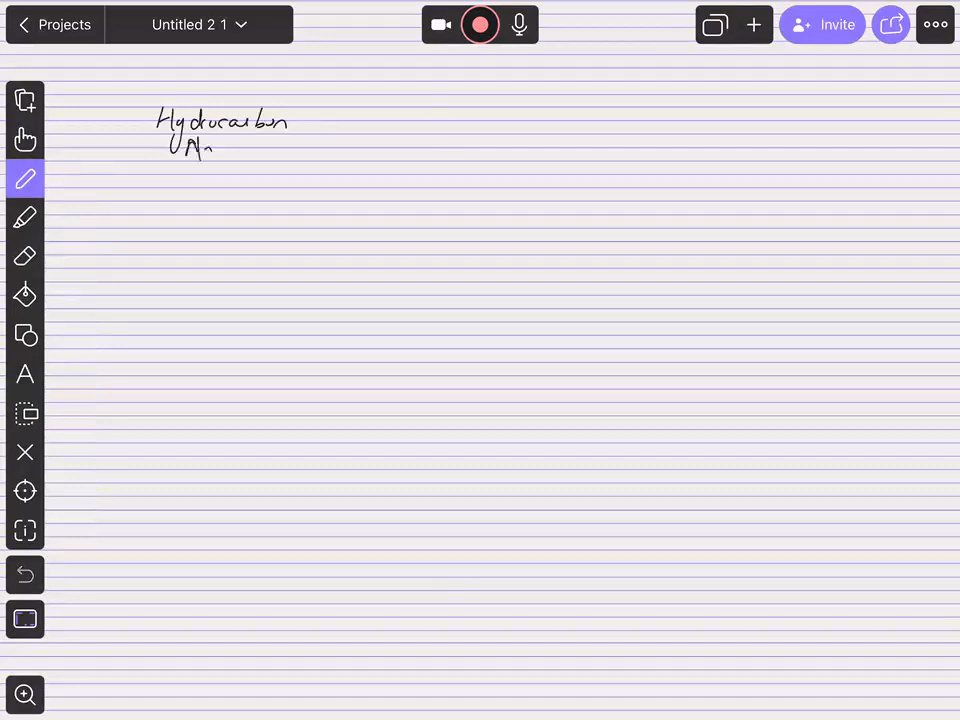 Projects
Untitled 2 1
Invite
Hydrocarbon
A